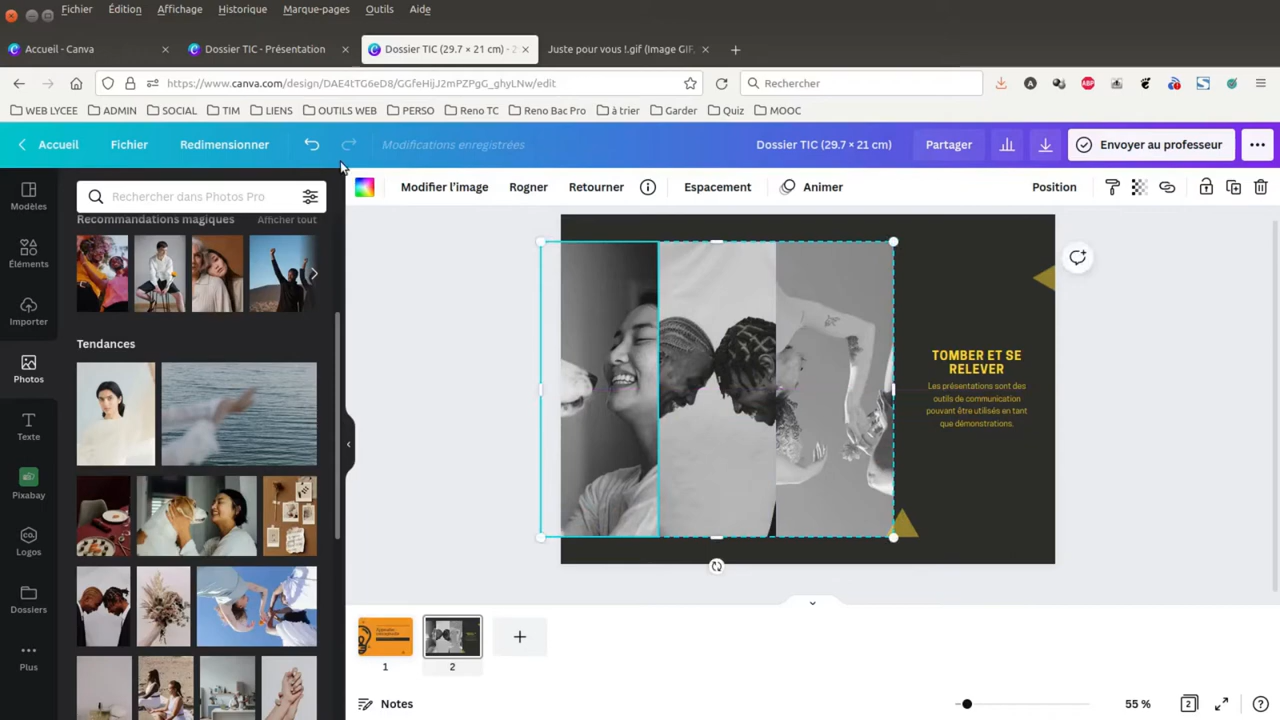 Fichier Édition Affichage Historique Marque-pages Outils Aide
Accueil - Canva
Dossier TIC - Présentation
Dossier TIC (29.7 × 21 cm) - 2
Juste pour vous !.gif (Image GIF,
https://www.canva.com/design/DAE4tTG6eD8/GGfeHijJ2mPZPgG_ghyLNw/edit
Rechercher
WEB LYCEE ADMIN SOCIAL TIM LIENS OUTILS WEB PERSO Reno TC Reno Bac Pro à trier Garder Quiz MOOC
Accueil Fichier Redimensionner Modifications enregistrées Dossier TIC (29.7 × 21 cm) Partager Envoyer au professeur
Modifier l'image Rogner Retourner Espacement Animer Position
Modèles
Éléments
Importer
Photos
Texte
Pixabay
CO.
Logos
Dossiers
Plus
Rechercher dans Photos Pro
Recommandations magiques Afficher tout
Tendances
TOMBER ET SE
RELEVER
Les présentations sont des
outils de communication
pouvant être utilisés en tant
que démonstrations.
1
2
Notes
55 %
2